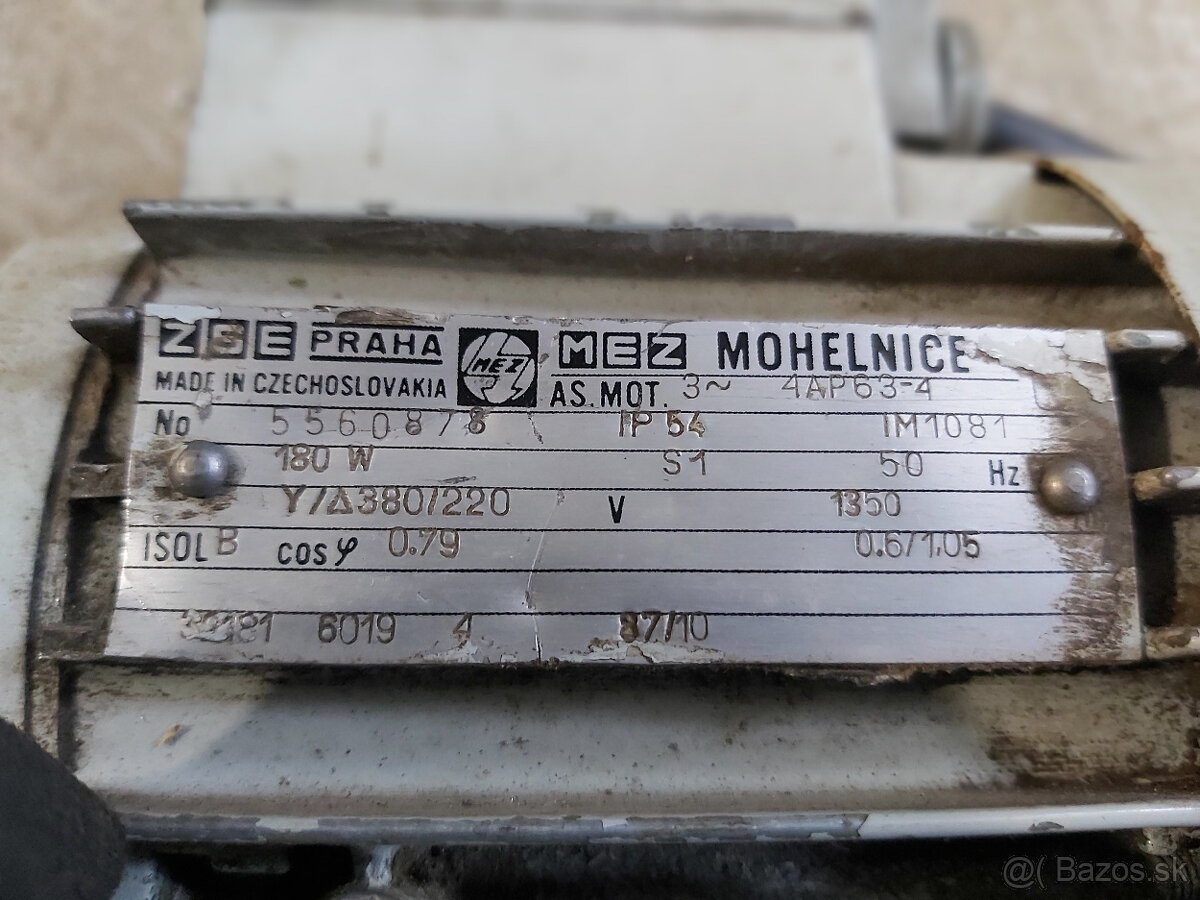 ZSE PRAHA MEZ MEZ MOHELNICE
MADE IN CZECHOSLOVAKIA AS. MOT. 3~ 4AP63-4
No 5560878 IP 54 IM1081
180 W S1 50 Hz
Y/Δ380/220 V 1350
ISOL B cos φ 0.79 0.6/1.05
6019 87/10
@( Bazos.sk